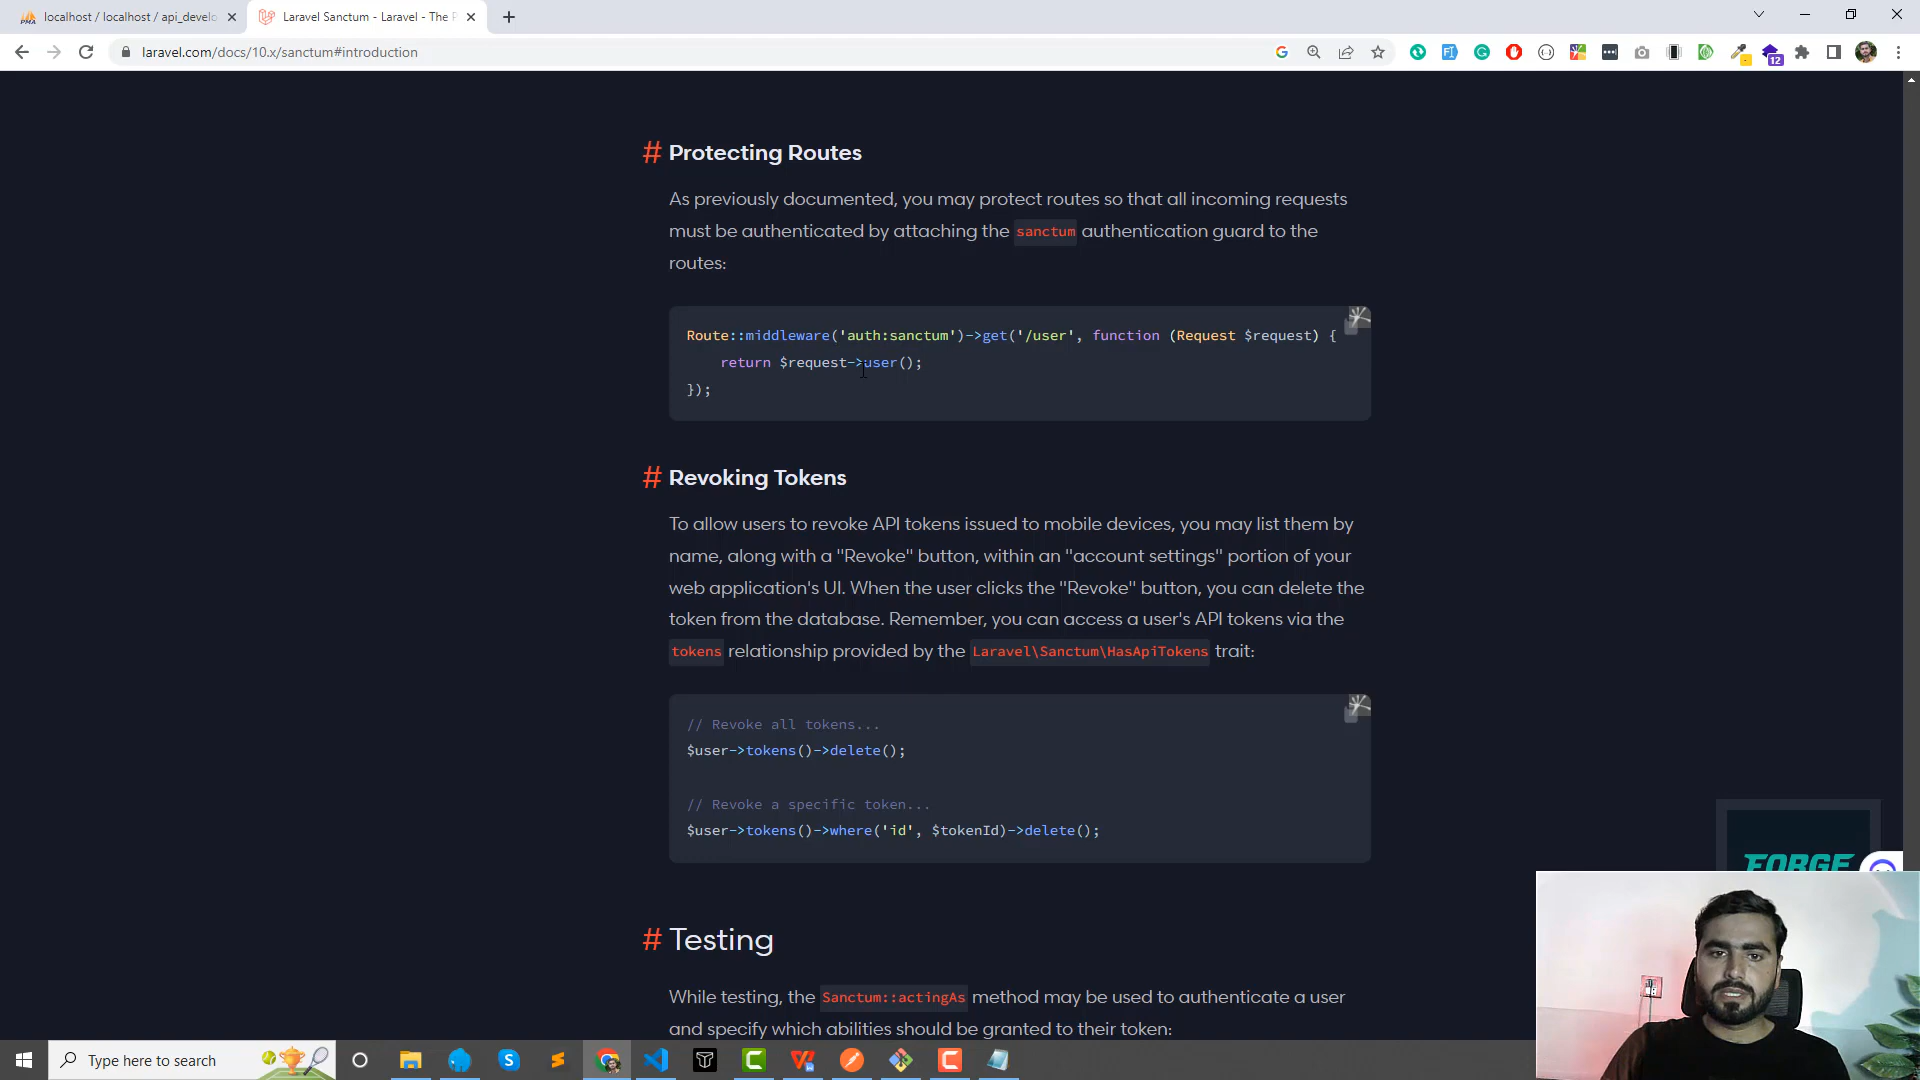 localhost / localhost / api_develo
Laravel Sanctum - Laravel - The P
laravel.com/docs/10.x/sanctum#introduction
12
# Protecting Routes
As previously documented, you may protect routes so that all incoming requests
must be authenticated by attaching the sanctum authentication guard to the
routes:
Route::middleware('auth:sanctum')->get('/user', function (Request $request) {
return $request->user();
});
# Revoking Tokens
To allow users to revoke API tokens issued to mobile devices, you may list them by
name, along with a "Revoke" button, within an "account settings" portion of your
web application's UI. When the user clicks the "Revoke" button, you can delete the
token from the database. Remember, you can access a user's API tokens via the
tokens relationship provided by the Laravel\Sanctum\HasApiTokens trait:
// Revoke all tokens...
$user->tokens()->delete();
// Revoke a specific token...
$user->tokens()->where('id', $tokenId)->delete();
FORGE
# Testing
While testing, the Sanctum::actingAs method may be used to authenticate a user
and specify which abilities should be granted to their token:
Type here to search